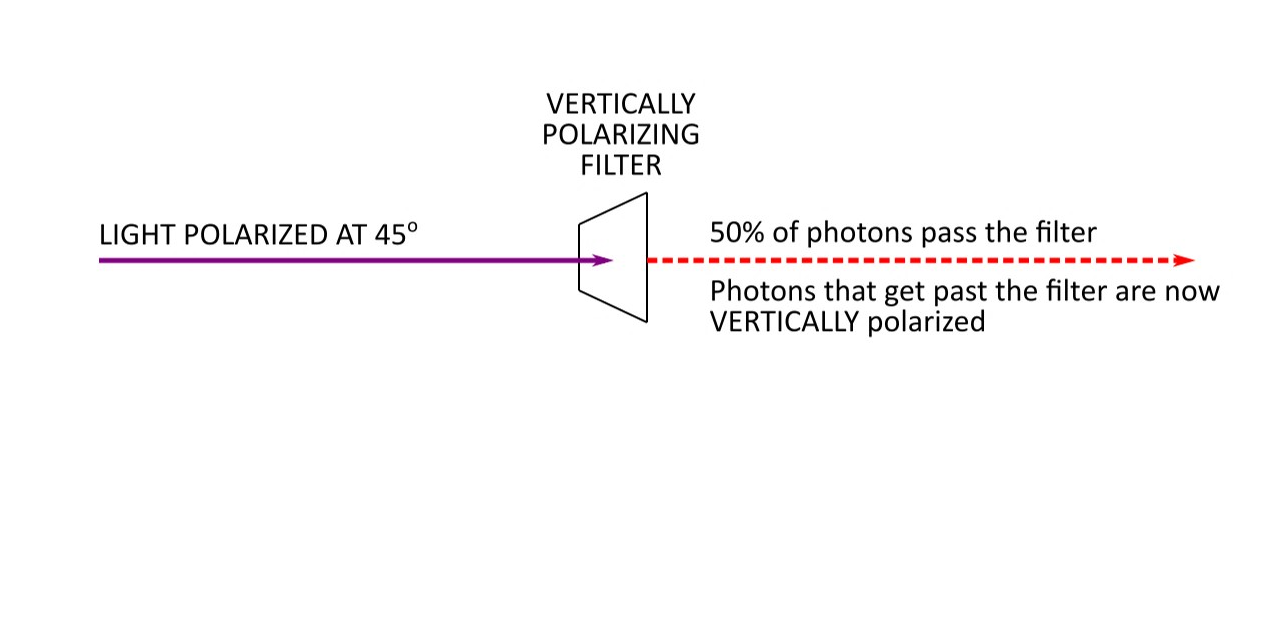 VERTICALLY
POLARIZING
FILTER
LIGHT POLARIZED AT 45º
50% of photons pass the filter
Photons that get past the filter are now
VERTICALLY polarized